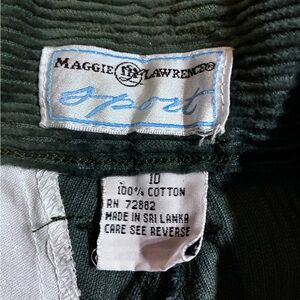 MAGGIE LAWRENCE®
Sport
10
100% COTTON
RN 72882
MADE IN SRI LANKA
CARE SEE REVERSE